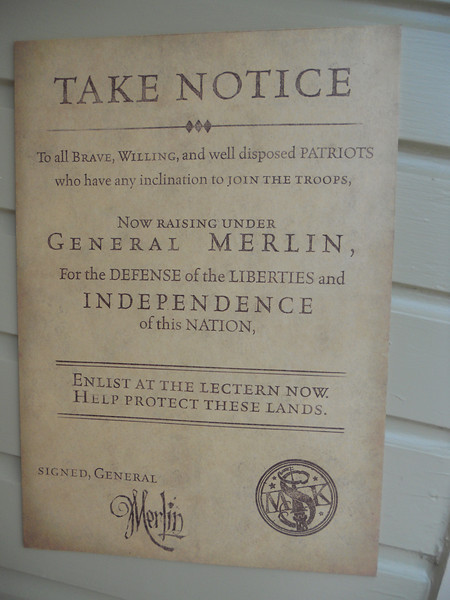 TAKE NOTICE
To all BRAVE, WILLING, and well disposed PATRIOTS
who have any inclination to JOIN THE TROOPS,
NOW RAISING UNDER
GENERAL MERLIN,
For the DEFENSE of the LIBERTIES and
INDEPENDENCE
of this NATION,
ENLIST AT THE LECTERN NOW.
HELP PROTECT THESE LANDS.
SIGNED, GENERAL
Merlin
M K